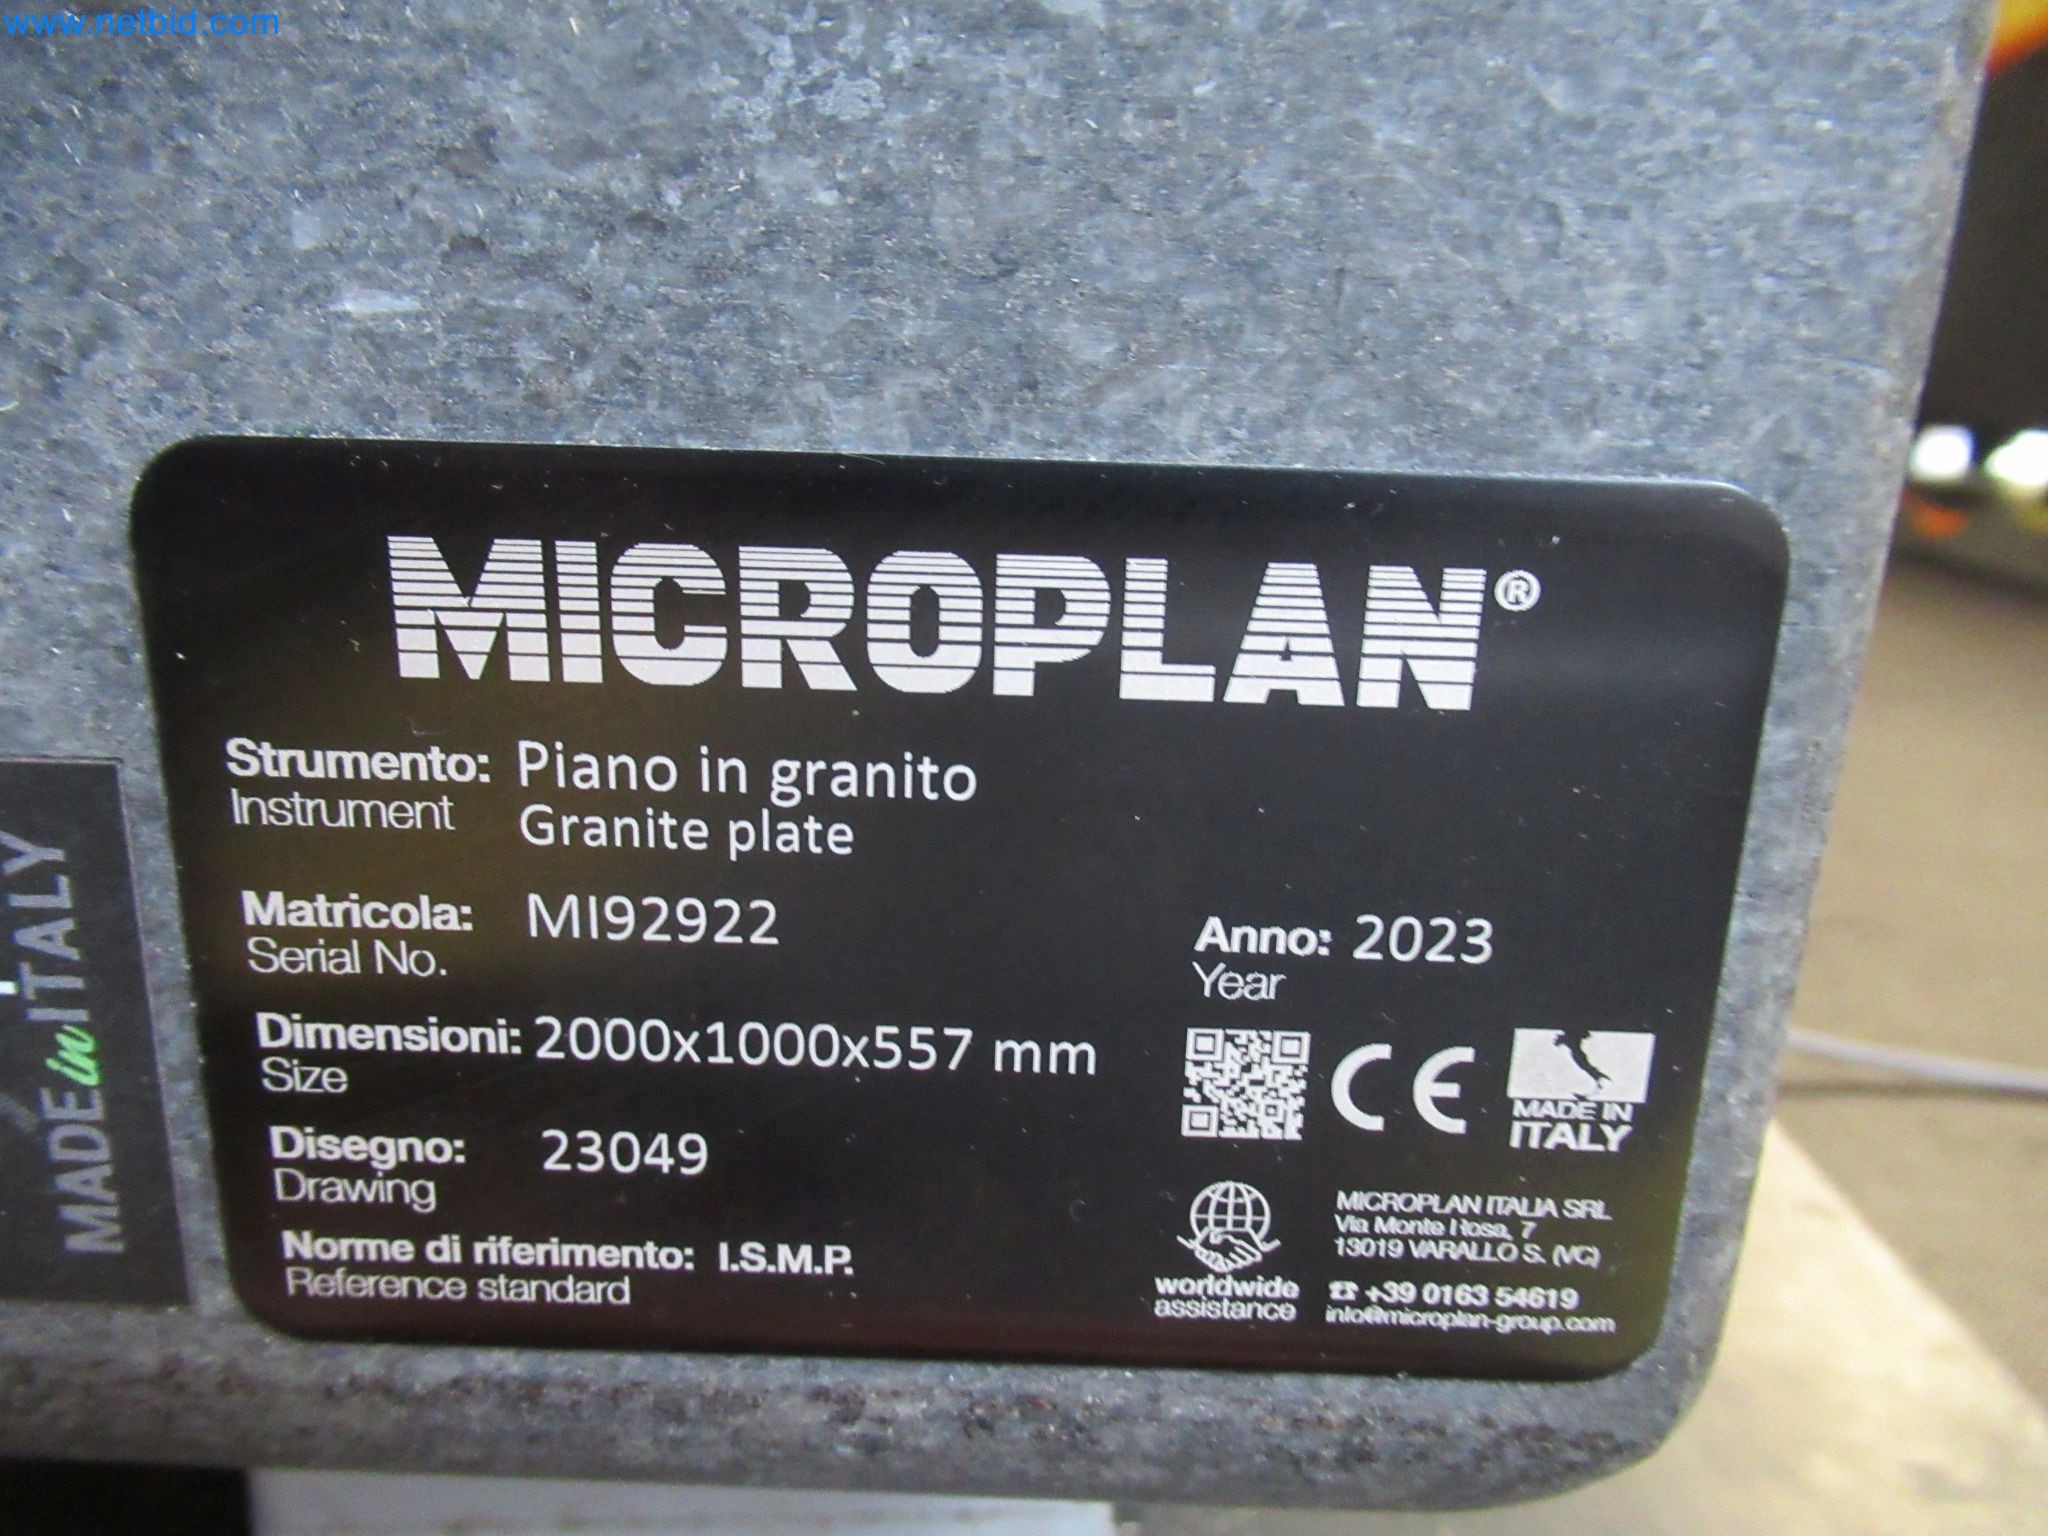 www.netbid.com
MICROPLAN®
Strumento: Piano in granito
Instrument Granite plate
Matricola: MI92922
Serial No.
Anno: 2023
Year
Dimensioni: 2000x1000x557 mm
Size
CE
MADE IN
ITALY
Disegno: 23049
Drawing
Norme di riferimento: I.S.M.P.
Reference standard
worldwide
assistance
MICROPLAN ITALIA SRL
Via Monte Rosa, 7
13019 VARALLO S. (VC)
☎ +39 0163 54619
info@microplan-group.com
MADE in ITALY